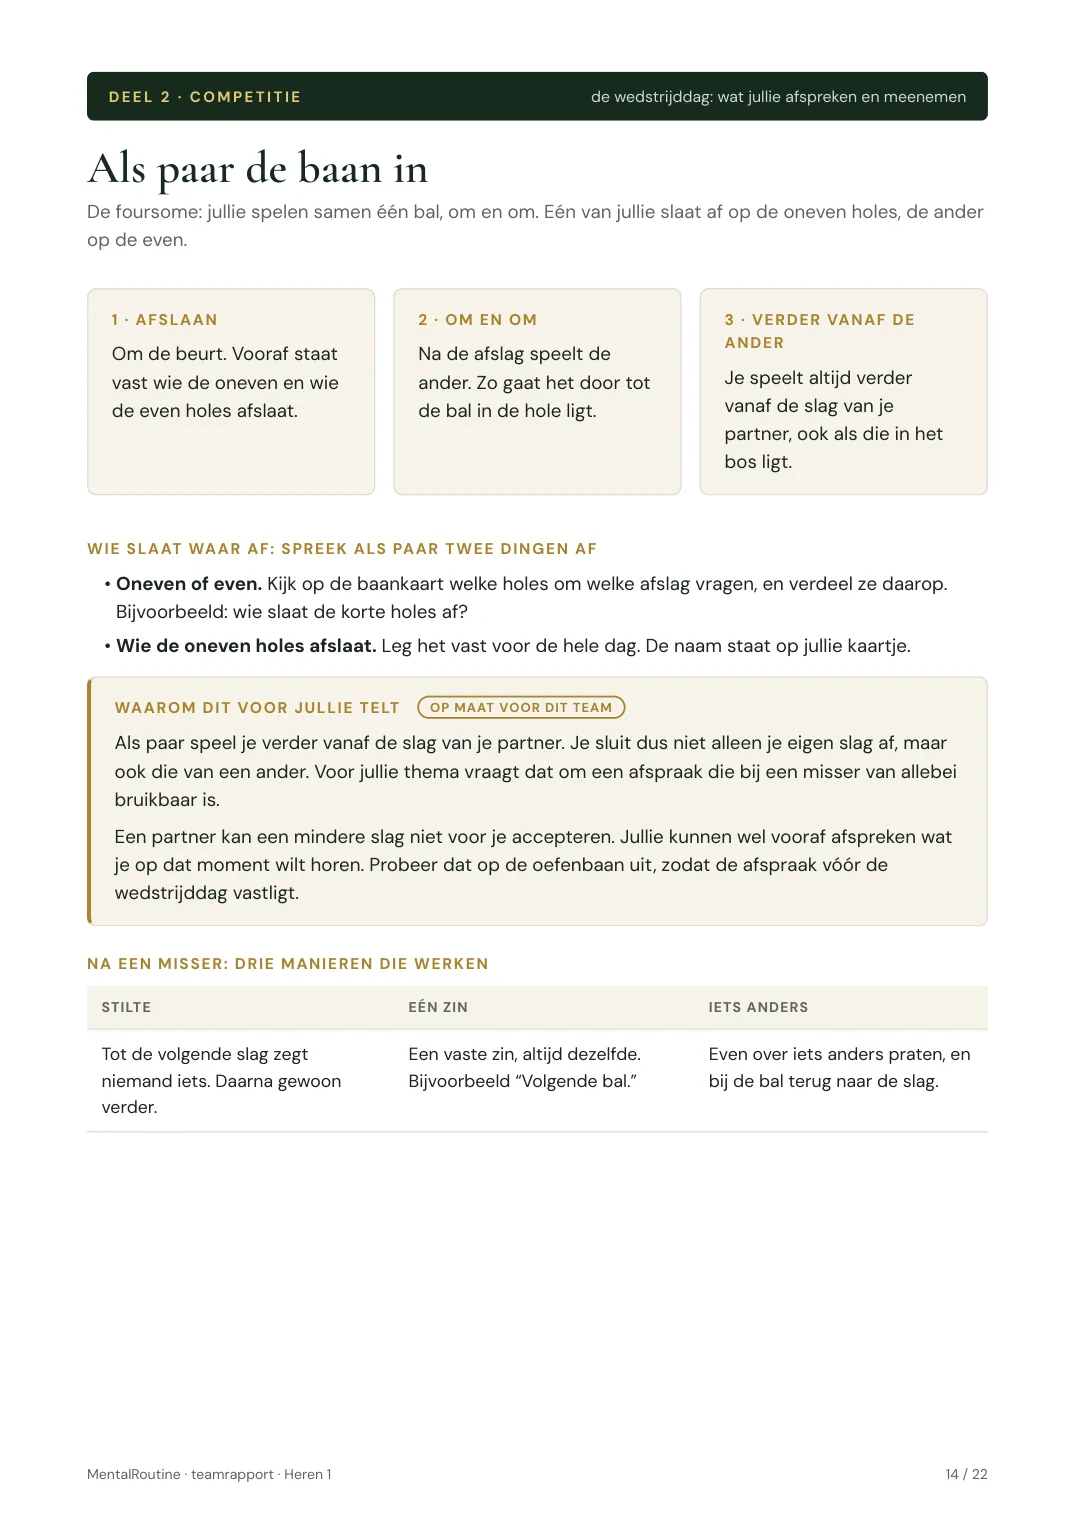 DEEL 2 · COMPETITIE
de wedstrijddag: wat jullie afspreken en meenemen
Als paar de baan in
De foursome: jullie spelen samen één bal, om en om. Eén van jullie slaat af op de oneven holes, de ander
op de even.
1 · AFSLAAN
Om de beurt. Vooraf staat
vast wie de oneven en wie
de even holes afslaat.
2 · OM EN OM
Na de afslag speelt de
ander. Zo gaat het door tot
de bal in de hole ligt.
3 · VERDER VANAF DE
ANDER
Je speelt altijd verder
vanaf de slag van je
partner, ook als die in het
bos ligt.
WIE SLAAT WAAR AF: SPREEK ALS PAAR TWEE DINGEN AF
• Oneven of even. Kijk op de baankaart welke holes om welke afslag vragen, en verdeel ze daarop.
Bijvoorbeeld: wie slaat de korte holes af?
• Wie de oneven holes afslaat. Leg het vast voor de hele dag. De naam staat op jullie kaartje.
WAAROM DIT VOOR JULLIE TELT
OP MAAT VOOR DIT TEAM
Als paar speel je verder vanaf de slag van je partner. Je sluit dus niet alleen je eigen slag af, maar
ook die van een ander. Voor jullie thema vraagt dat om een afspraak die bij een misser van allebei
bruikbaar is.
Een partner kan een mindere slag niet voor je accepteren. Jullie kunnen wel vooraf afspreken wat
je op dat moment wilt horen. Probeer dat op de oefenbaan uit, zodat de afspraak vóór de
wedstrijddag vastligt.
NA EEN MISSER: DRIE MANIEREN DIE WERKEN
STILTE
Tot de volgende slag zegt
niemand iets. Daarna gewoon
verder.
EÉN ZIN
Een vaste zin, altijd dezelfde.
Bijvoorbeeld “Volgende bal.”
IETS ANDERS
Even over iets anders praten, en
bij de bal terug naar de slag.
MentalRoutine · teamrapport · Heren 1
14 / 22